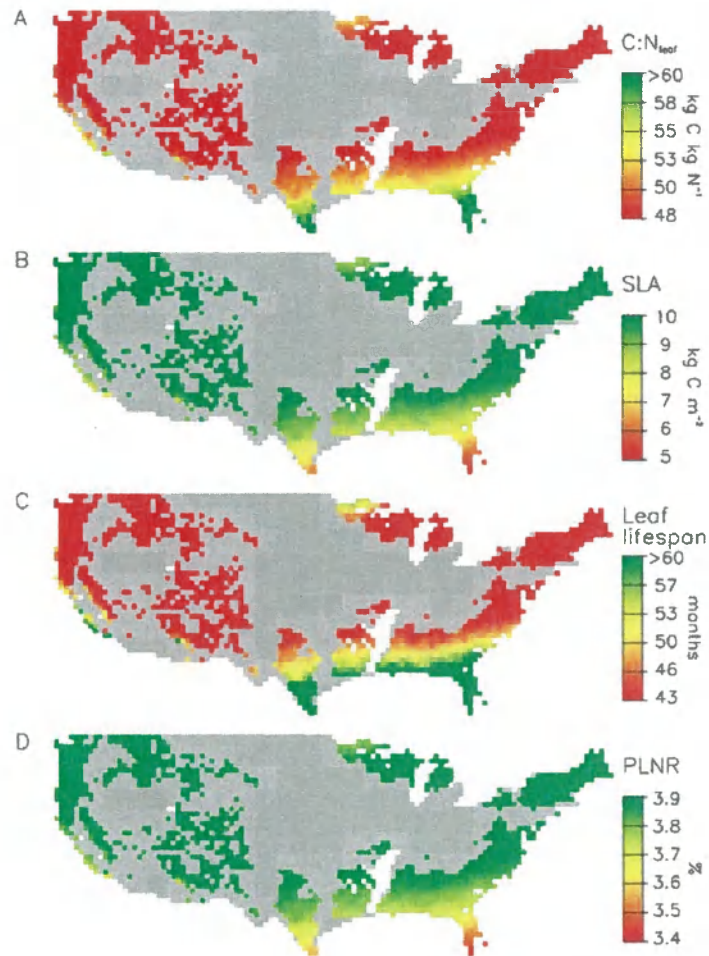 A
C:N leaf
>60
58
55
53
50
48
kg C kg N⁻¹
B
SLA
10
9
8
7
6
5
kg C m⁻²
C
Leaf
lifespan
>60
57
53
50
46
43
months
D
PLNR
3.9
3.8
3.7
3.6
3.5
3.4
%